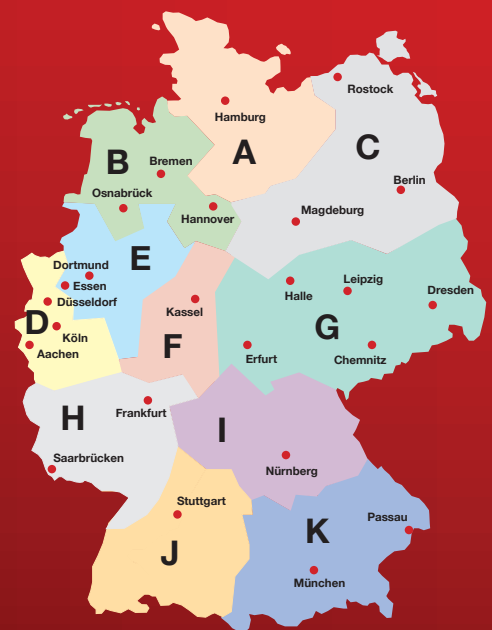 Rostock
Hamburg
A
C
B
Bremen
Berlin
Osnabrück
Hannover
Magdeburg
E
Dortmund
Essen
Düsseldorf
Halle
Leipzig
Dresden
Kassel
D
Köln
Aachen
F
G
Erfurt
Chemnitz
H
Frankfurt
I
Saarbrücken
Nürnberg
Stuttgart
Passau
K
J
München